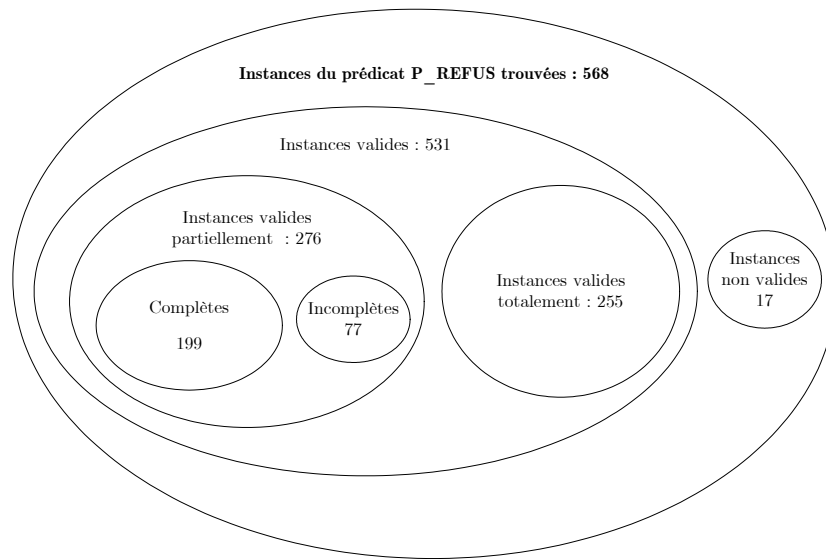 Instances du prédicat P_REFUS trouvées : 568
Instances valides : 531
Instances valides
partiellement : 276
Complètes
199
Incomplètes
77
Instances valides
totalement : 255
Instances
non valides
17